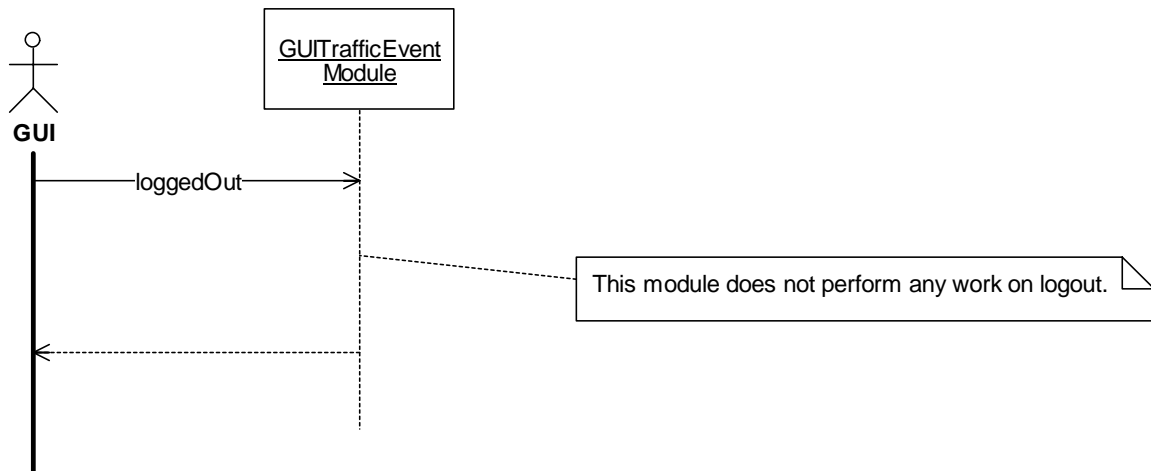 GUITrafficEvent
Module
GUI
loggedOut
This module does not perform any work on logout.